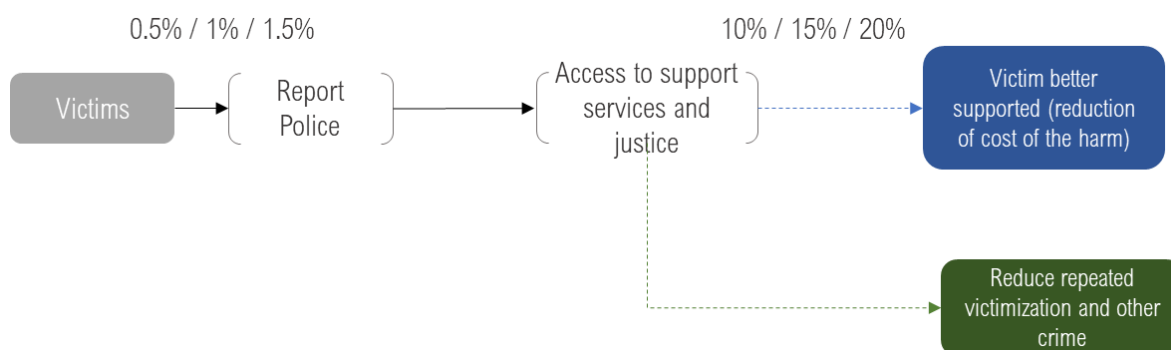 0.5% / 1% / 1.5%
10% / 15% / 20%
Victims
Report
Police
Access to support
services and
justice
Victim better
supported (reduction
of cost of the harm)
Reduce repeated
victimization and other
crime